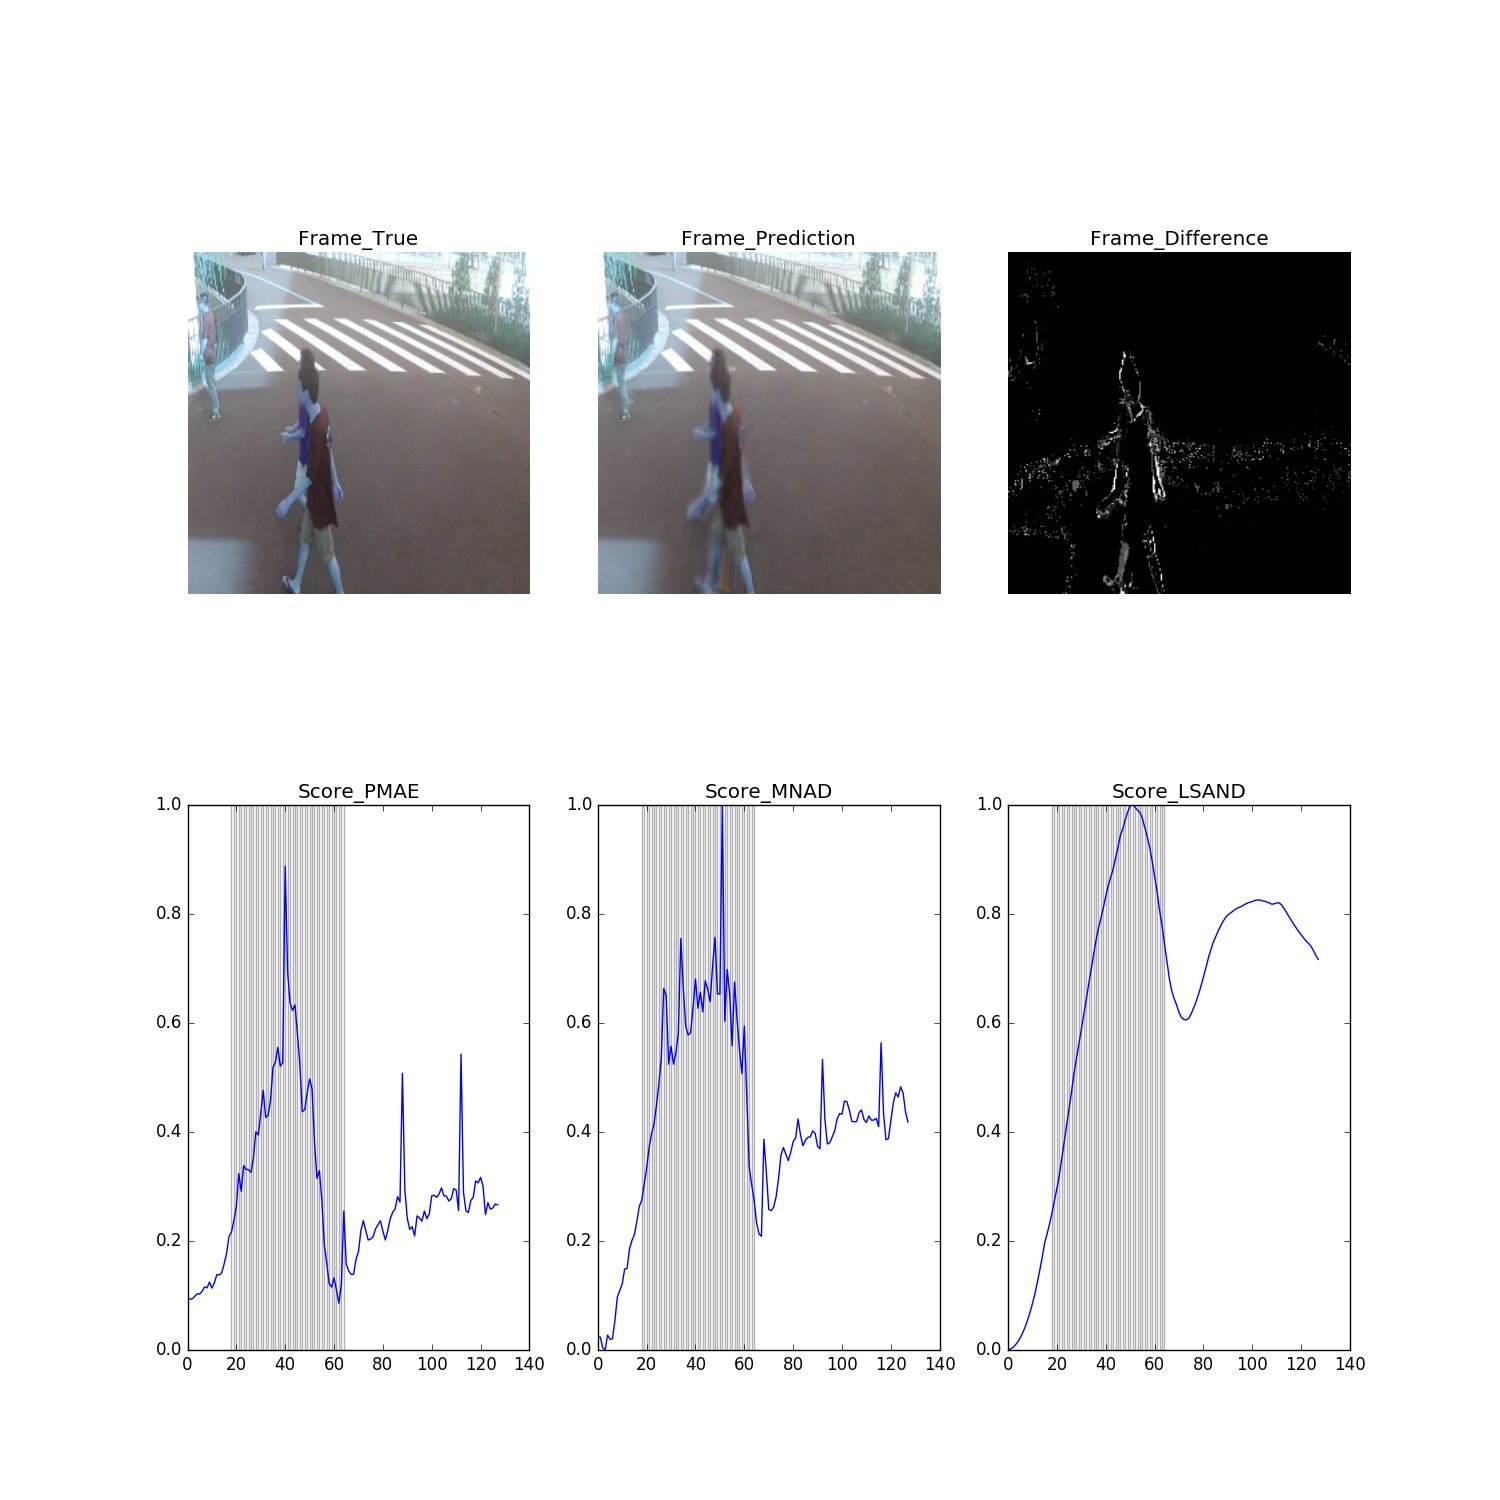 Frame_True Frame_Prediction Frame_Difference
Score_PMAE Score_MNAD Score_LSAND
1.0 1.0 1.0
0.8 0.8 0.8
0.6 0.6 0.6
0.4 0.4 0.4
0.2 0.2 0.2
0.0 0.0 0.0
0 20 40 60 80 100 120 140 0 20 40 60 80 100 120 140 0 20 40 60 80 100 120 140